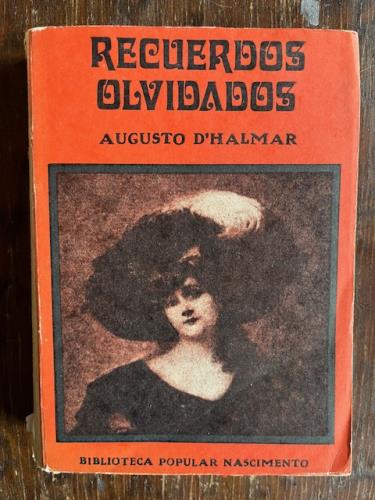 RECUERDOS
OLVIDADOS
AUGUSTO D'HALMAR
BIBLIOTECA POPULAR NASCIMENTO